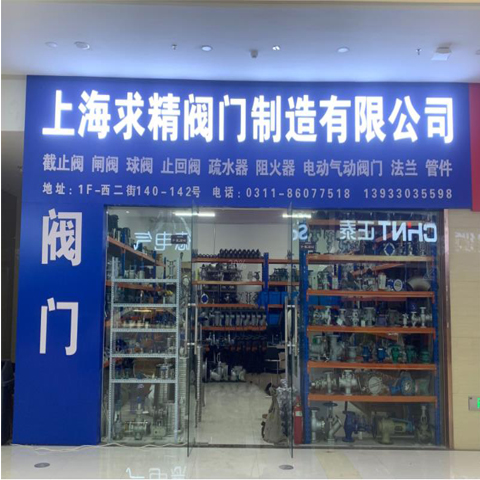 上海求精阀门制造有限公司
截止阀 闸阀 球阀 止回阀 疏水器 阻火器 电动气动阀门 法兰 管件
地址：1F-西二街140-142号 电话：0311-86077518 13933035598
阀门
CHNT正泰
电气